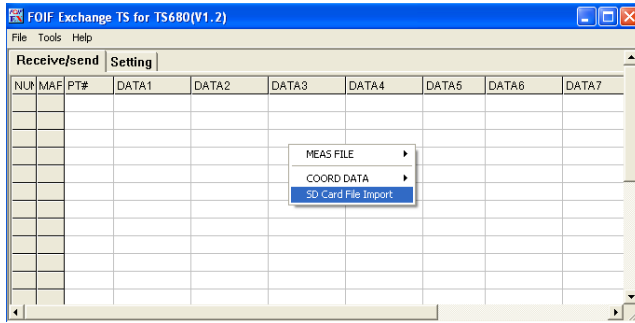 FOIF Exchange TS for TS680(V1.2)
File Tools Help
Receive/send Setting
NUM MAF PT# DATA1 DATA2 DATA3 DATA4 DATA5 DATA6 DATA7
MEAS FILE
COORD DATA
SD Card File Import